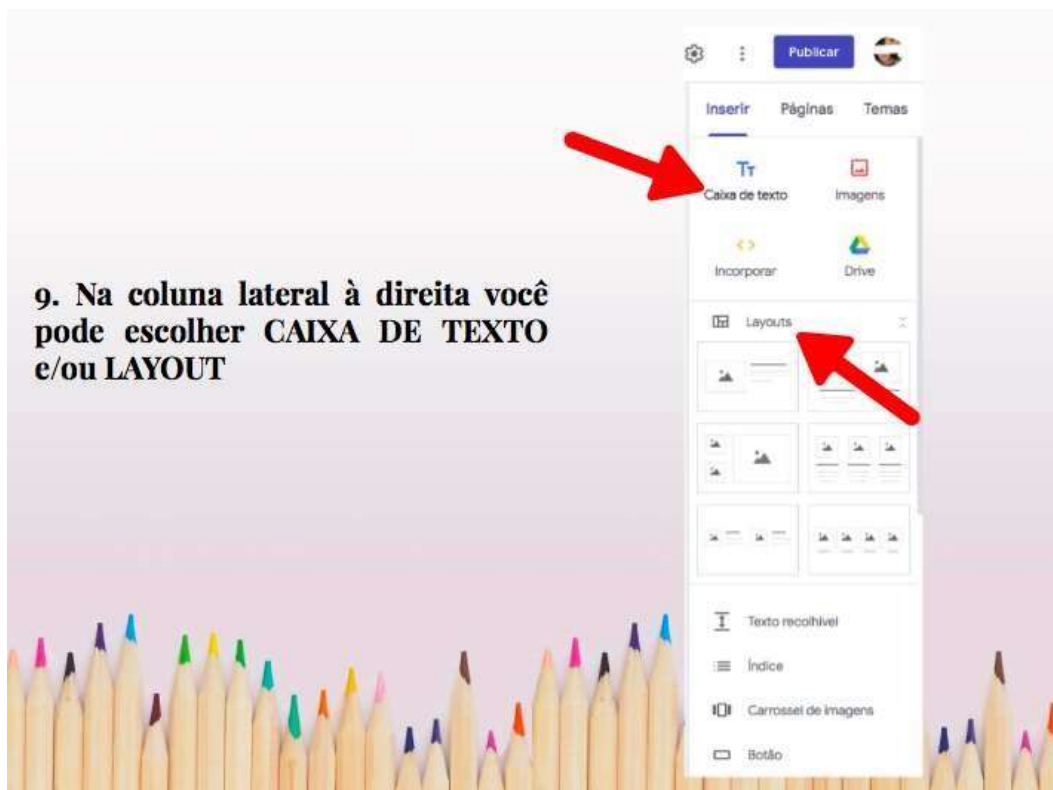 Publicar
Inserir Páginas Temas
Tт
Caixa de texto Imagens
Incorporar Drive
9. Na coluna lateral à direita você
pode escolher CAIXA DE TEXTO
e/ou LAYOUT
Layouts
Texto recolhível
Índice
Carrossel de imagens
Botão